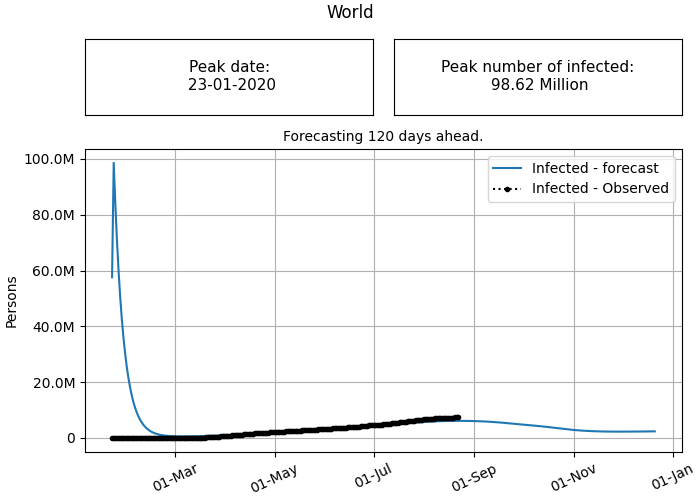 World
Peak date:
23-01-2020
Peak number of infected:
98.62 Million
Forecasting 120 days ahead.
100.0M
80.0M
60.0M
40.0M
20.0M
0
Persons
Infected - forecast
Infected - Observed
01-Mar
01-May
01-Jul
01-Sep
01-Nov
01-Jan